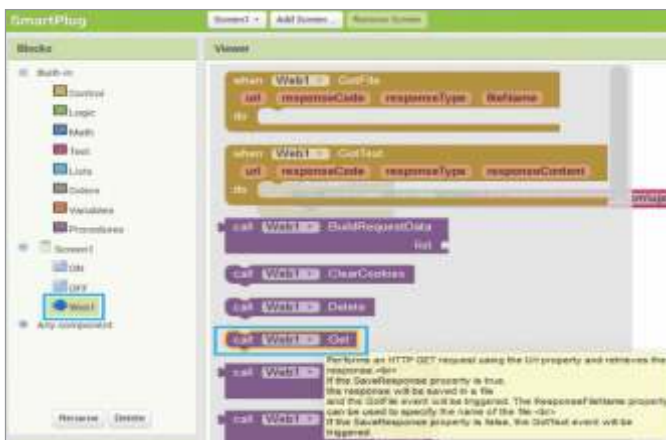 SmartPlug
Screen1 Add Screen ... Remove Screen
Blocks
Viewer
Built-in
Control
Logic
Math
Text
Lists
Colors
Variables
Procedures
Screen1
ON
OFF
Web1
Any component
Rename Delete
when Web1 .GotFile
url responseCode responseType fileName
do
when Web1 .GotText
url responseCode responseType responseContent
do
call Web1 .BuildRequestData
list
call Web1 .ClearCookies
call Web1 .Delete
call Web1 .Get
call Web1
call Web1
Performs an HTTP GET request using the Url property and retrieves the
response.<br>
If the SaveResponse property is true,
the response will be saved in a file
and the GotFile event will be triggered. The ResponseFileName property
can be used to specify the name of the file.<br>
If the SaveResponse property is false, the GotText event will be
triggered.